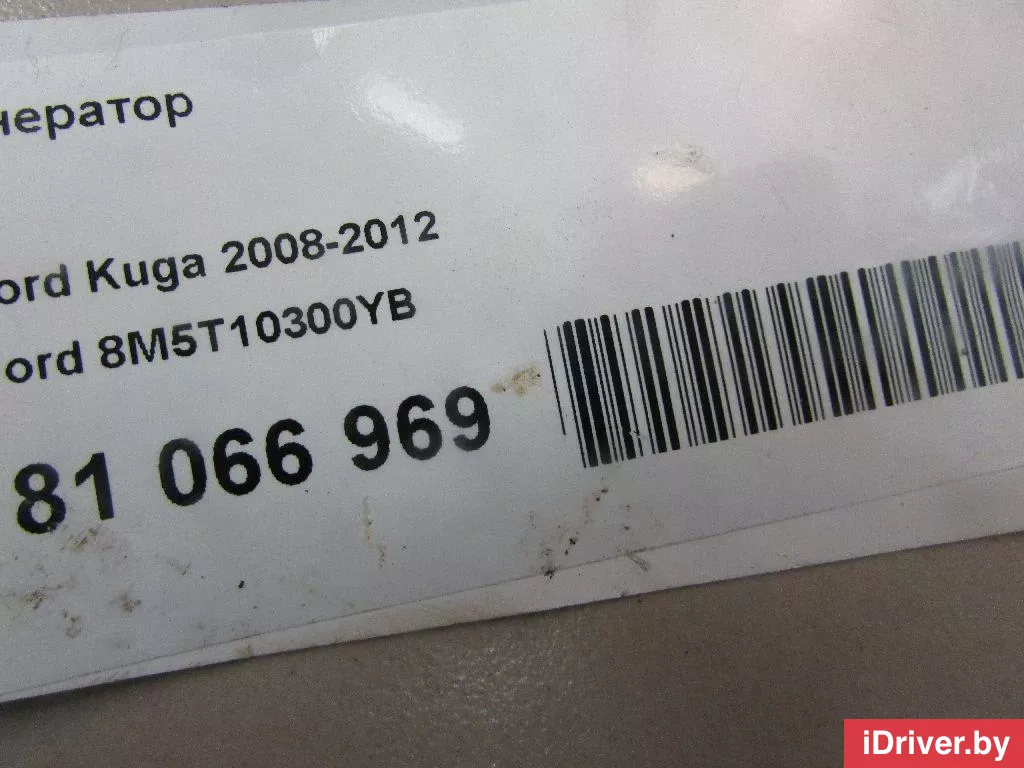 нератор
ord Kuga 2008-2012
ord 8M5T10300YB
81 066 969
iDriver.by